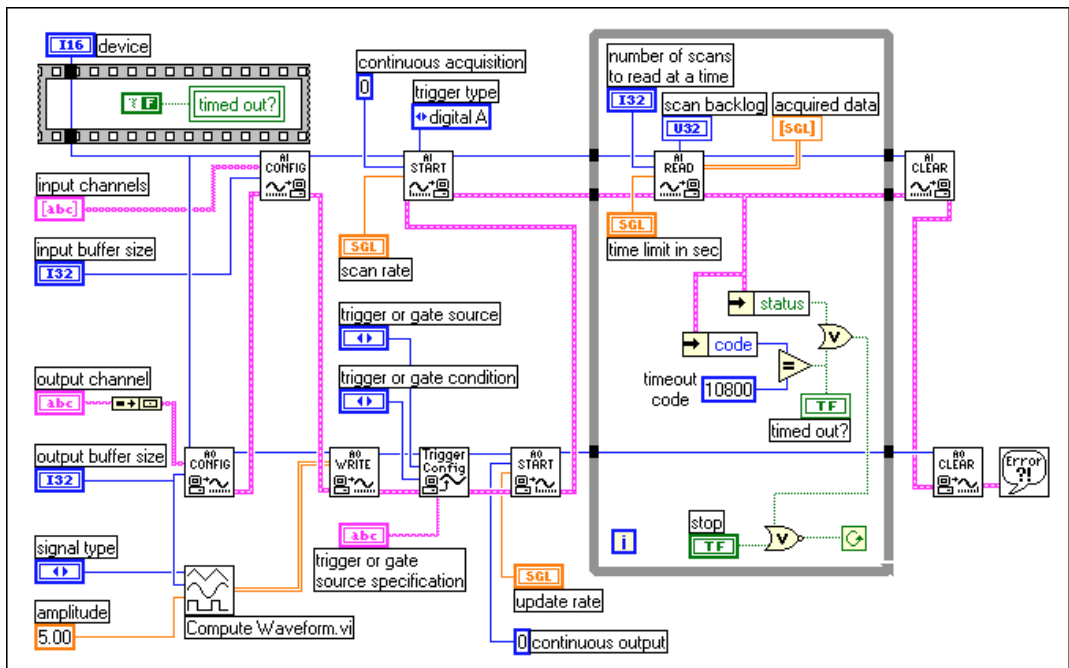 I16 device
F timed out?
continuous acquisition
0
trigger type
digital A
number of scans
to read at a time
I32
scan backlog
U32
acquired data
[SGL]
AI
CONFIG
AI
START
AI
READ
AI
CLEAR
input channels
[abc]
input buffer size
I32
SGL
scan rate
SGL
time limit in sec
status
trigger or gate source
code
V
=
timeout
code
10800
trigger or gate condition
output channel
abc
TF
timed out?
output buffer size
I32
AO
CONFIG
AO
WRITE
Trigger
Config
AO
START
AO
CLEAR
Error
?!
stop
TF
V
i
abc
trigger or gate
source specification
signal type
SGL
update rate
amplitude
5.00
Compute Waveform.vi
0 continuous output